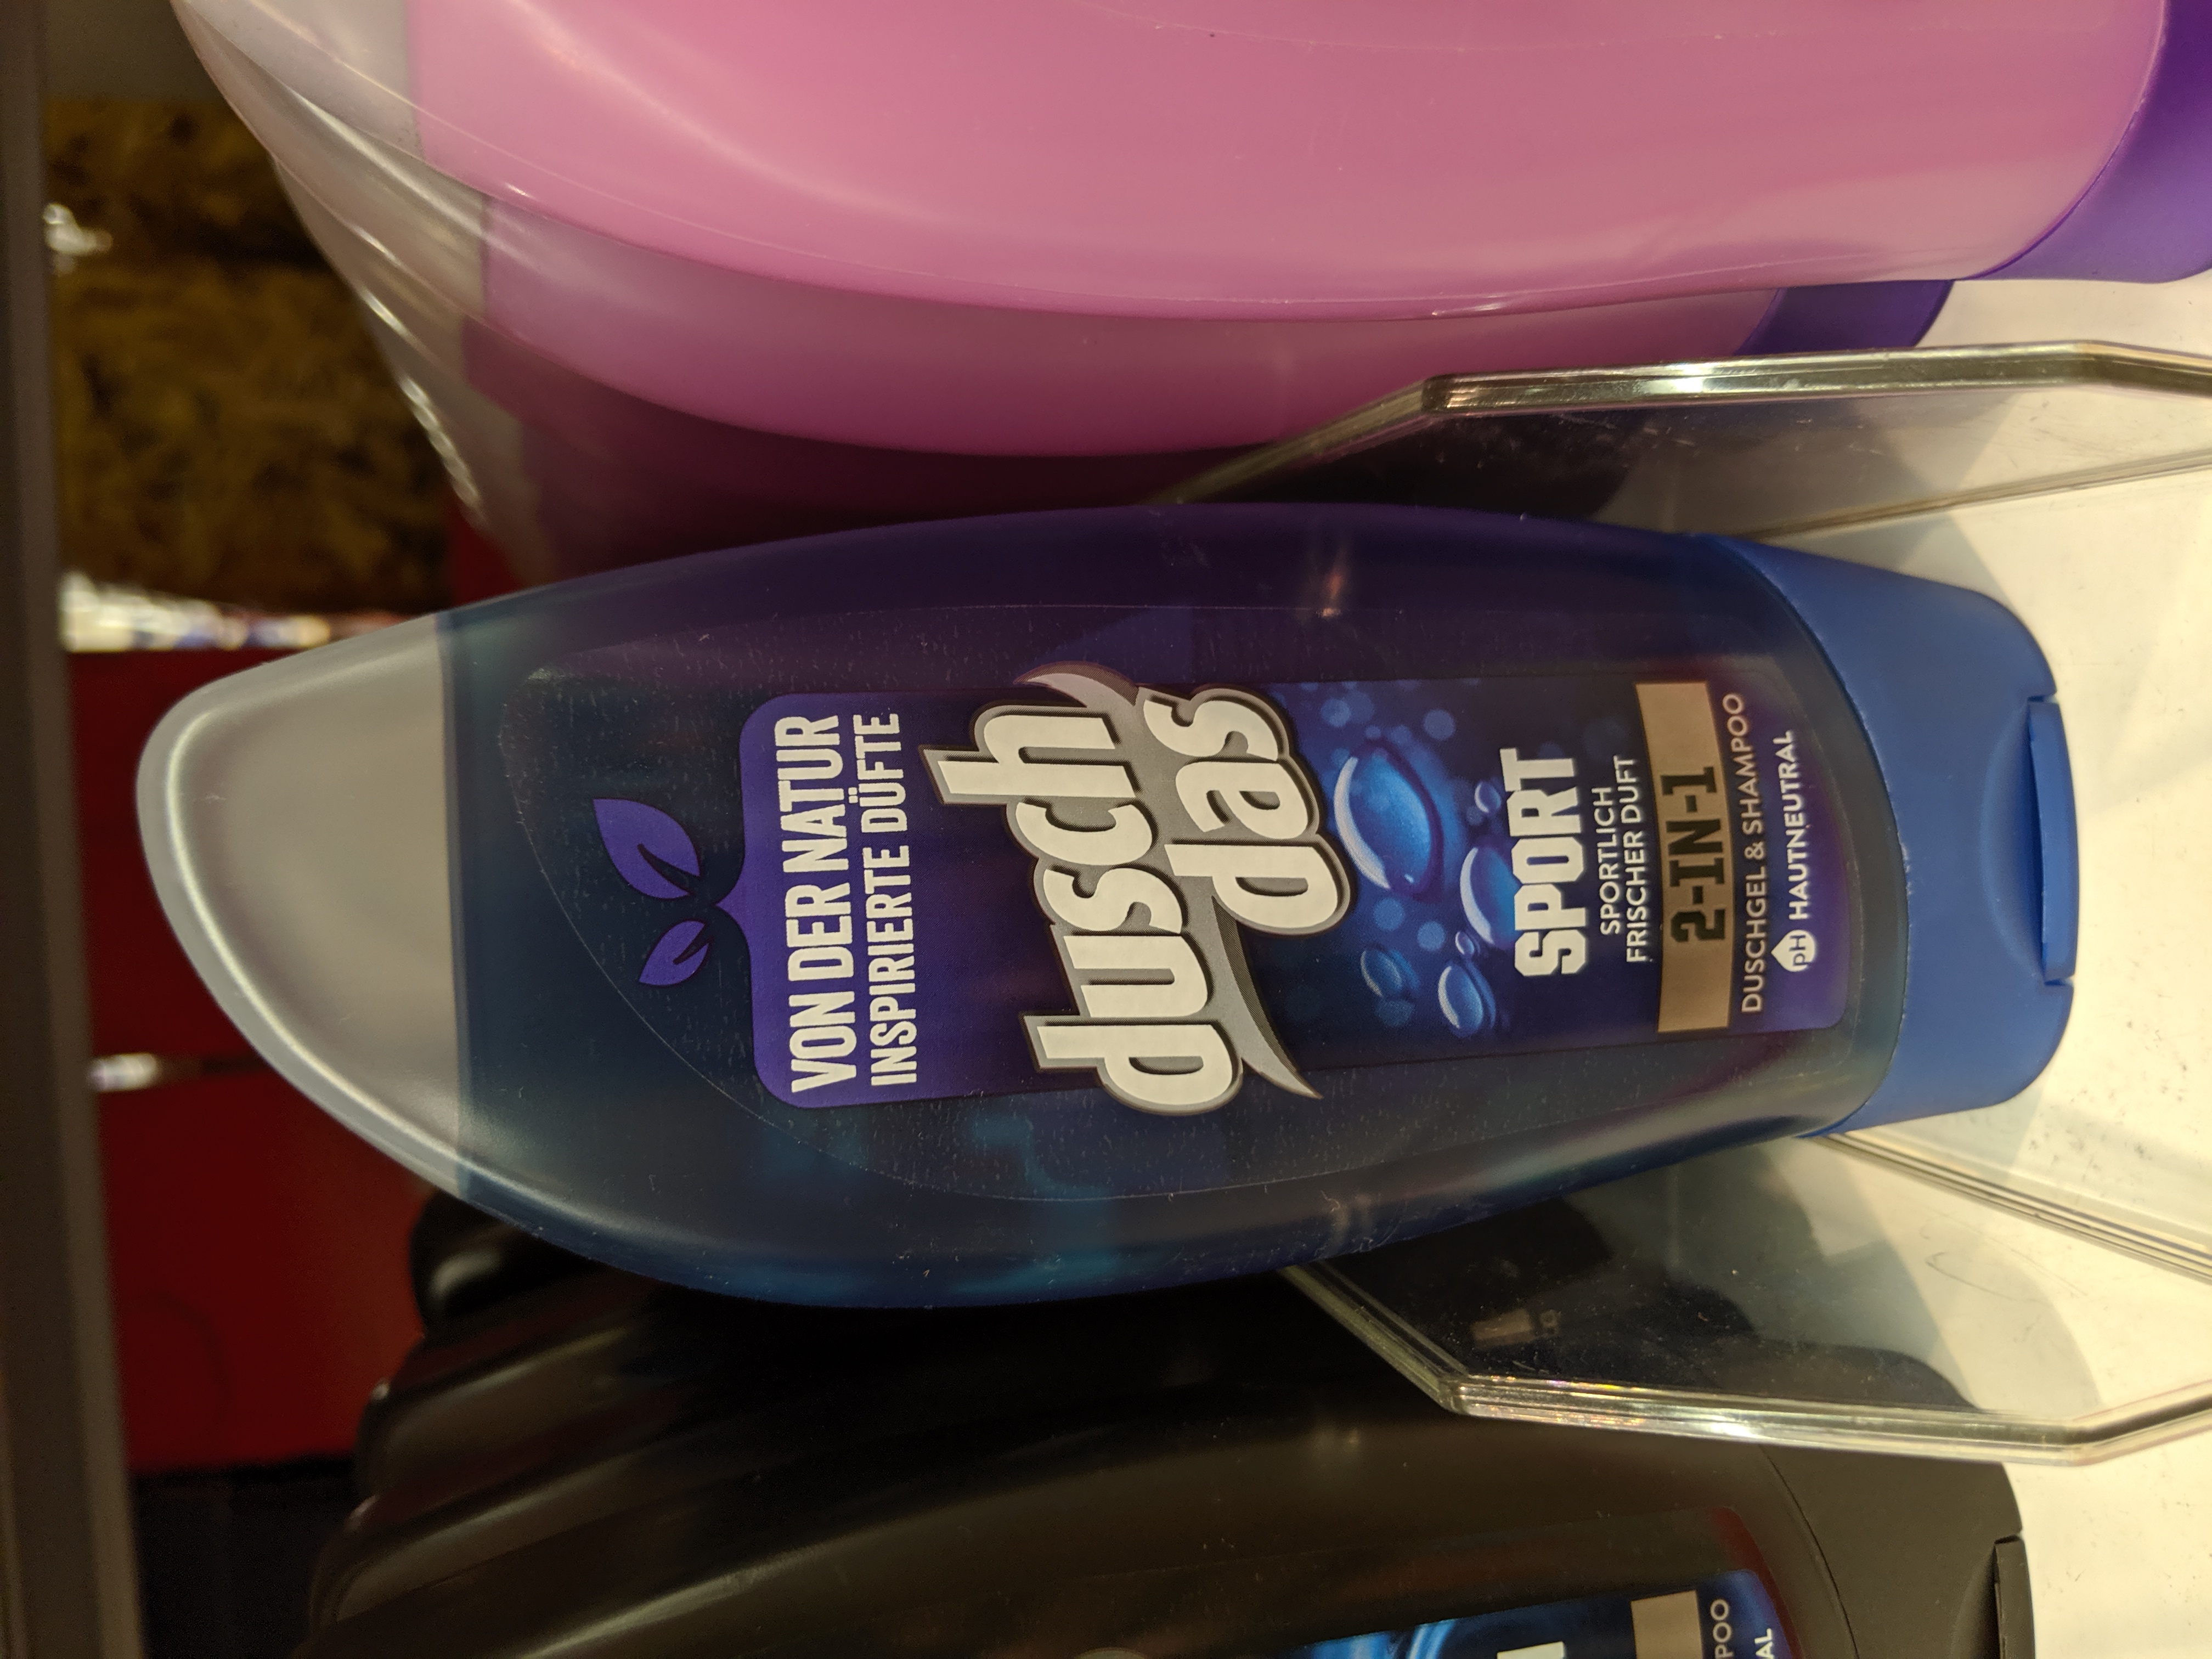 VON DER NATUR
INSPIRIERTE DÜFTE
dusch
das
SPORT
SPORTLICH
FRISCHER DUFT
2-IN-1
DUSCHGEL & SHAMPOO
pH HAUTNEUTRAL